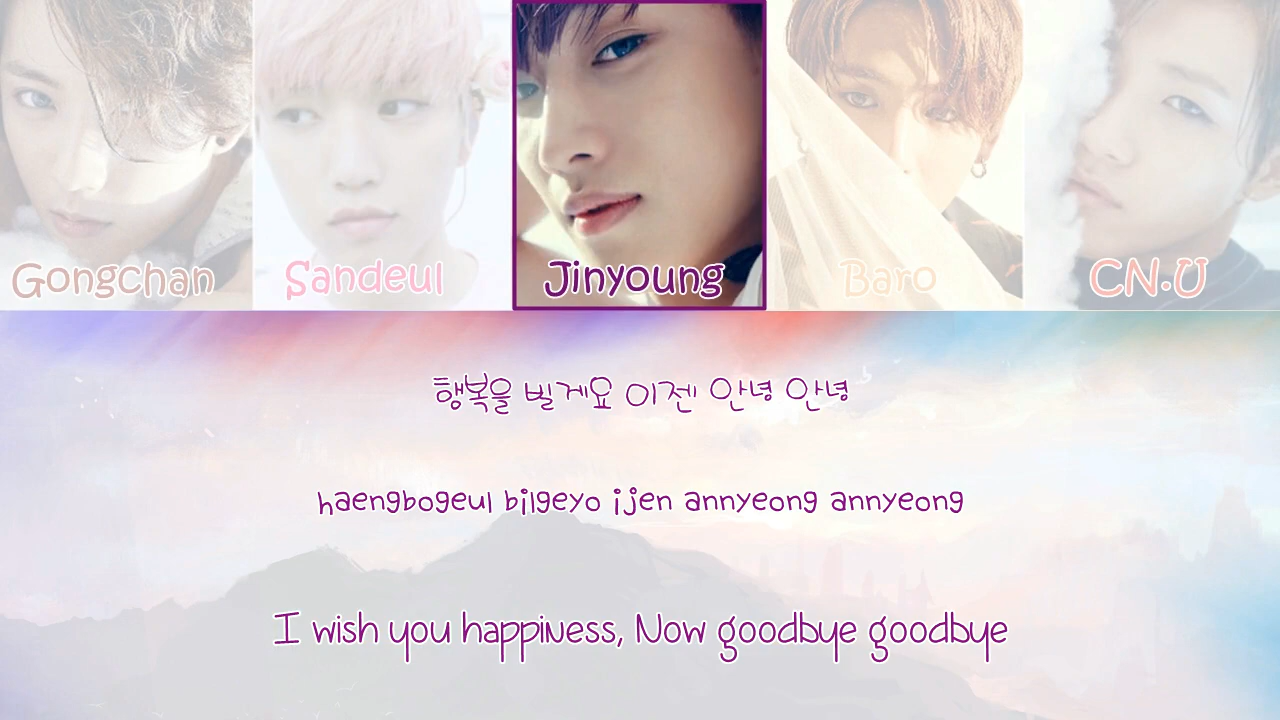 Gongchan Sandeul Jinyoung Baro CN.U
행복을 빌게요 이젠 안녕 안녕
haengbogeul bilgeyo ijen annyeong annyeong
I wish you happiness, Now goodbye goodbye